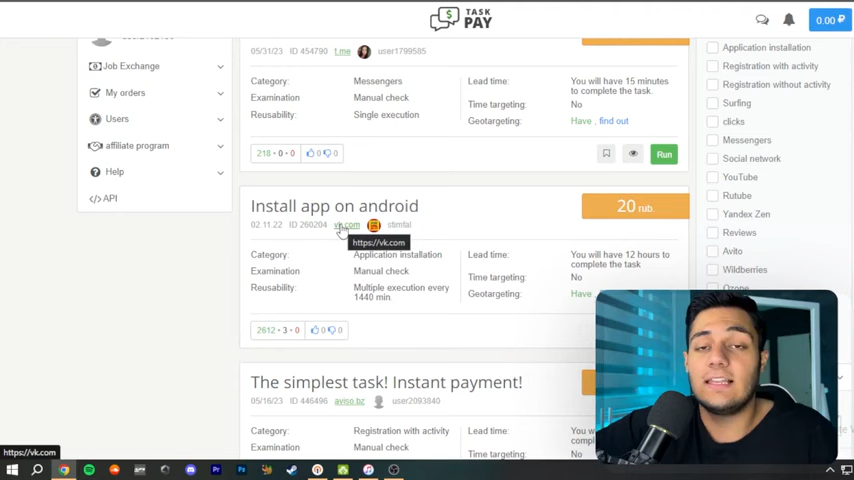 TASK
PAY
0.00 ₽
Job Exchange
My orders
Users
affiliate program
Help
</> API
05/31/23 ID 454790 t.me user1799585
Category: Messengers
Examination Manual check
Reusability: Single execution
Lead time: You will have 15 minutes
to complete the task.
Time targeting: No
Geotargeting: Have , find out
218 • 0 • 0 0 0
Run
Install app on android
20 rub.
02.11.22 ID 260204 vk.com stimfal
https://vk.com
Category: Application installation
Examination Manual check
Reusability: Multiple execution every
1440 min.
Lead time: You will have 12 hours to
complete the task
Time targeting: No
Geotargeting: Have
2612 • 3 • 0 0 0
The simplest task! Instant payment!
05/16/23 ID 446496 aviso.bz user2093840
Category: Registration with activity
Examination Manual check
Lead time:
Time targeting:
Application installation
Registration with activity
Registration without activity
Surfing
clicks
Messengers
Social network
YouTube
Rutube
Yandex Zen
Reviews
Avito
Wildberries
Ozone
https://vk.com